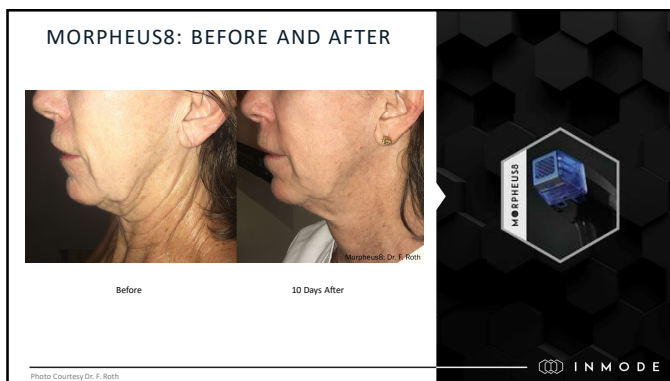 MORPHEUS8: BEFORE AND AFTER
Morpheus8: Dr. F. Roth
Before
10 Days After
MORPHEUS8
Photo Courtesy Dr. F. Roth
INMODE